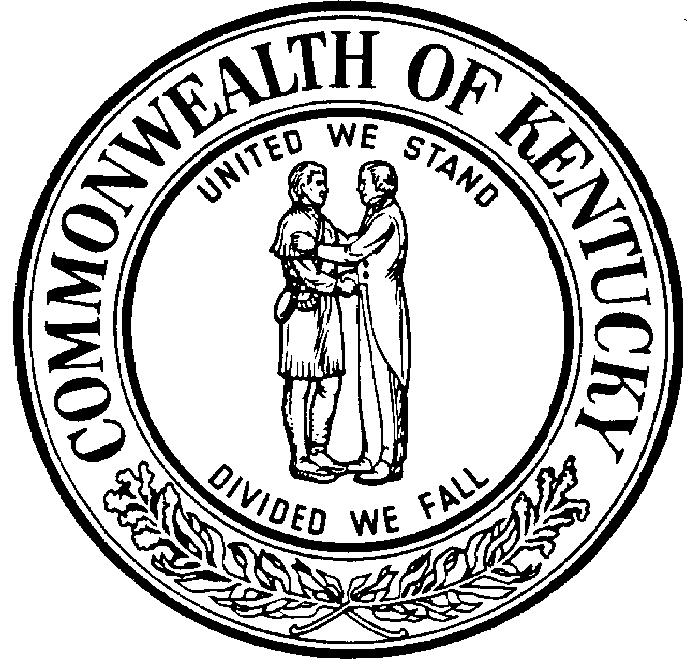 COMMONWEALTH OF KENTUCKY
UNITED WE STAND
DIVIDED WE FALL